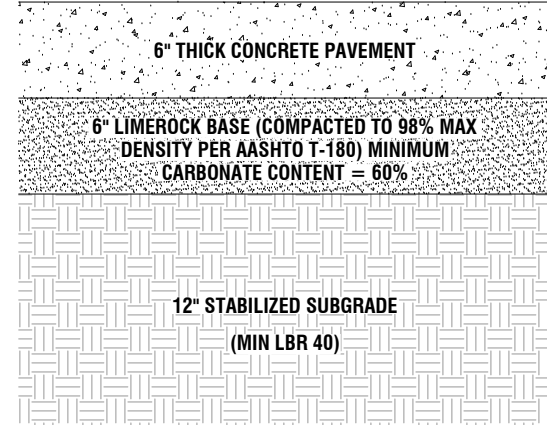 6" THICK CONCRETE PAVEMENT
6" LIMEROCK BASE (COMPACTED TO 98% MAX
DENSITY PER AASHTO T-180) MINIMUM
CARBONATE CONTENT = 60%
12" STABILIZED SUBGRADE
(MIN LBR 40)